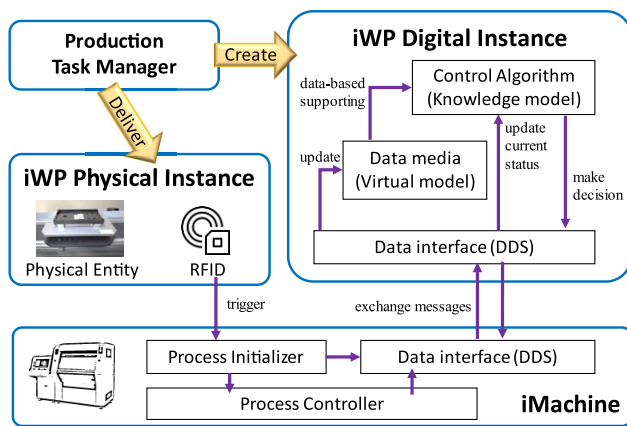 Production
Task Manager
Create
Deliver
iWP Digital Instance
data-based
supporting
Control Algorithm
(Knowledge model)
update
Data media
(Virtual model)
update
current
status
make
decision
Data interface (DDS)
iWP Physical Instance
Physical Entity
RFID
trigger
exchange messages
Process Initializer
Data interface (DDS)
Process Controller
iMachine